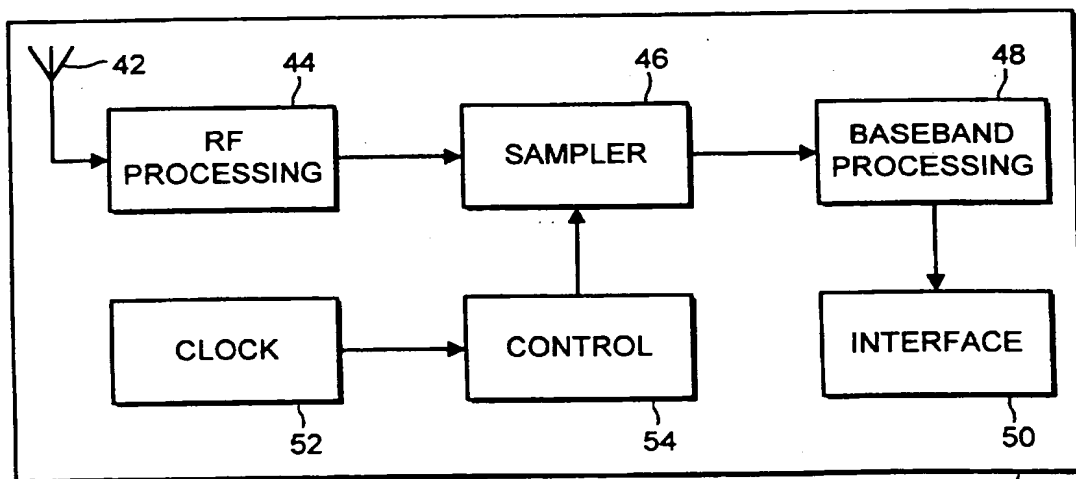 42
44
46
48
RF
PROCESSING
SAMPLER
BASEBAND
PROCESSING
CLOCK
CONTROL
INTERFACE
52
54
50